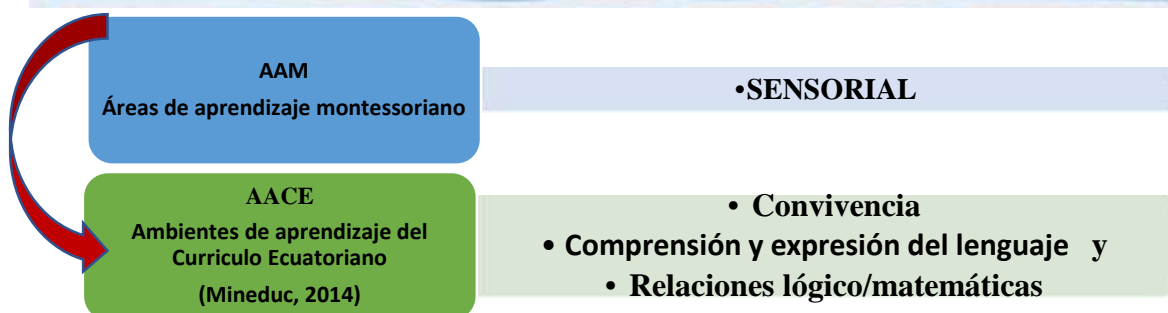 AAM
Áreas de aprendizaje montessoriano
•SENSORIAL
AACE
Ambientes de aprendizaje del
Curriculo Ecuatoriano
(Mineduc, 2014)
• Convivencia
• Comprensión y expresión del lenguaje y
• Relaciones lógico/matemáticas